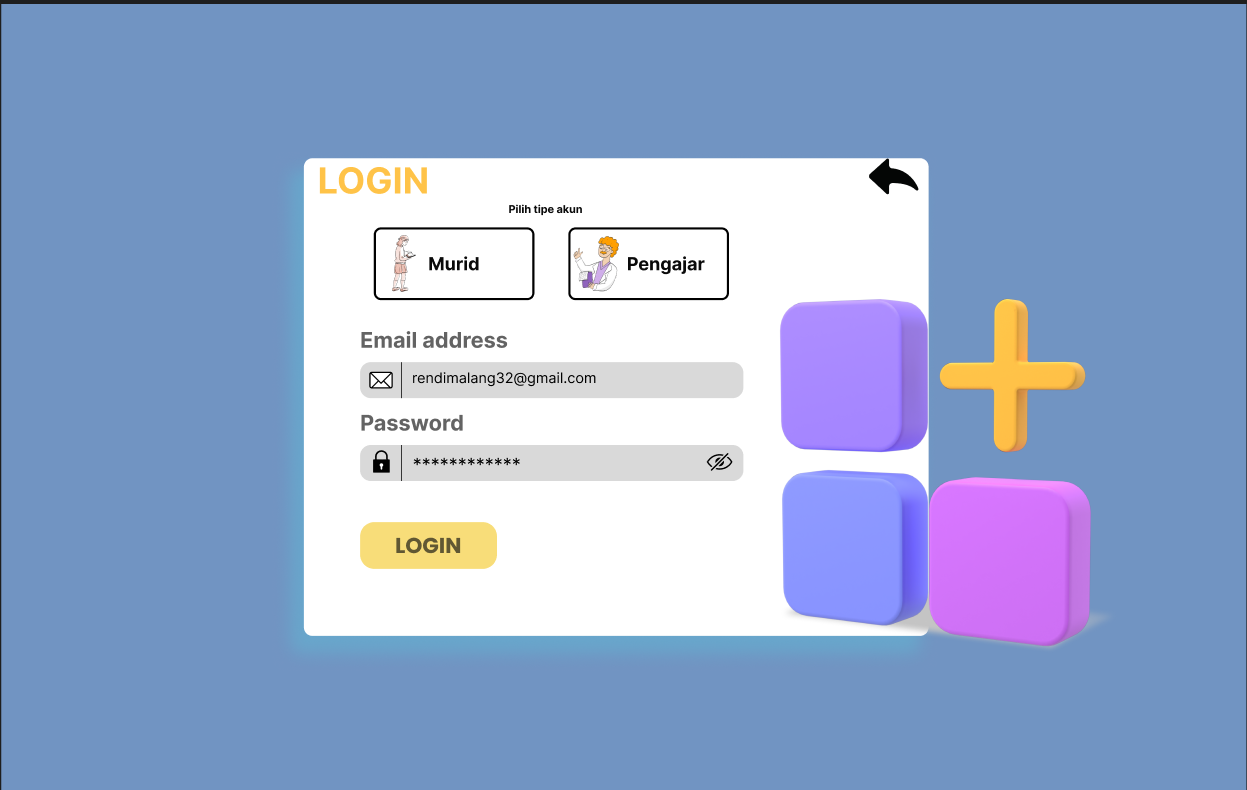 LOGIN
Pilih tipe akun
Murid
Pengajar
Email address
rendimalang32@gmail.com
Password
************
LOGIN